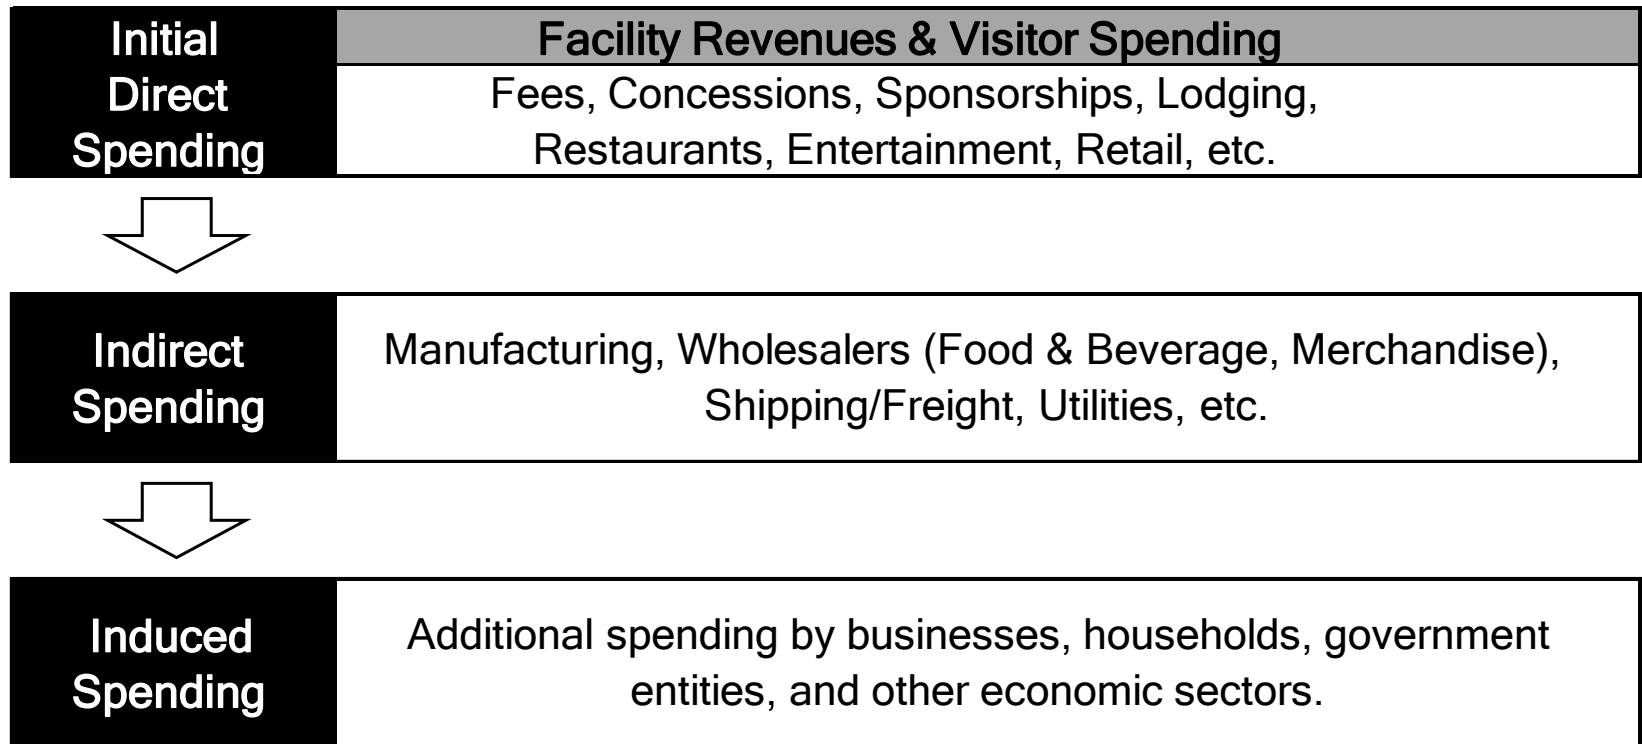 Initial
Direct
Spending
Facility Revenues & Visitor Spending
Fees, Concessions, Sponsorships, Lodging,
Restaurants, Entertainment, Retail, etc.
Indirect
Spending
Manufacturing, Wholesalers (Food & Beverage, Merchandise),
Shipping/Freight, Utilities, etc.
Induced
Spending
Additional spending by businesses, households, government
entities, and other economic sectors.